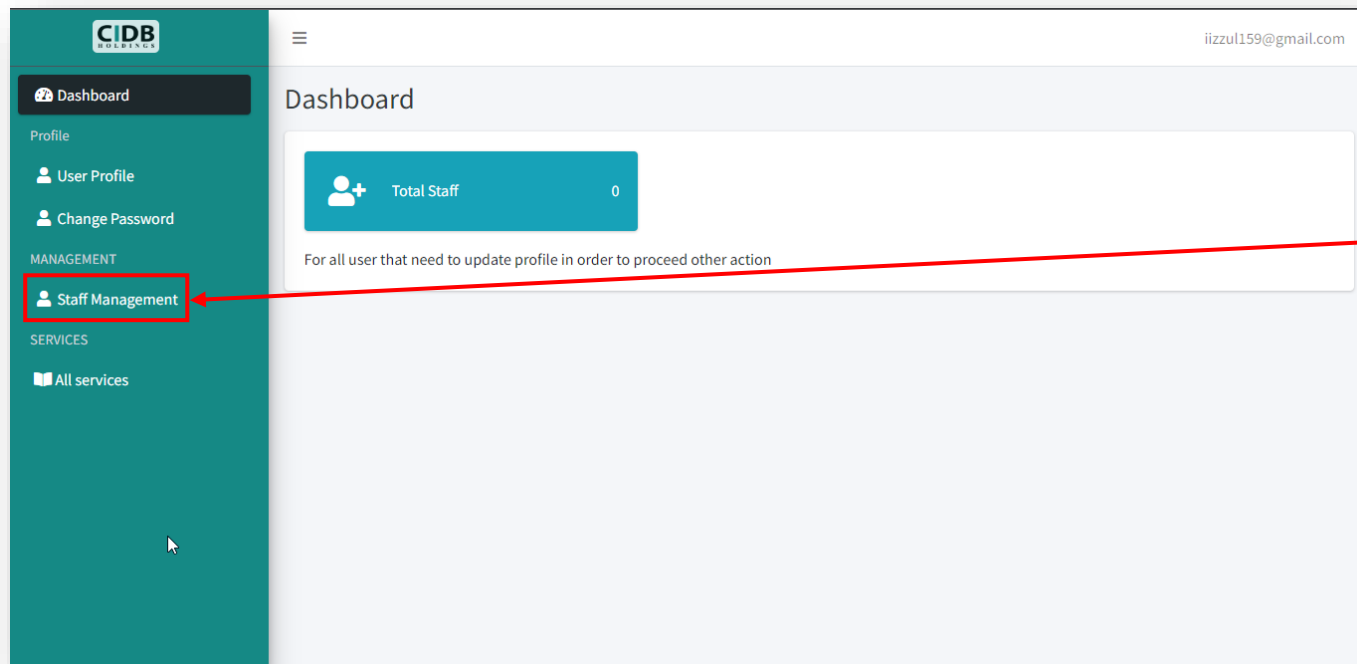 CIDB
HOLDINGS
iizzul159@gmail.com
Dashboard
Dashboard
Profile
User Profile
Total Staff 0
Change Password
MANAGEMENT
For all user that need to update profile in order to proceed other action
Staff Management
SERVICES
All services